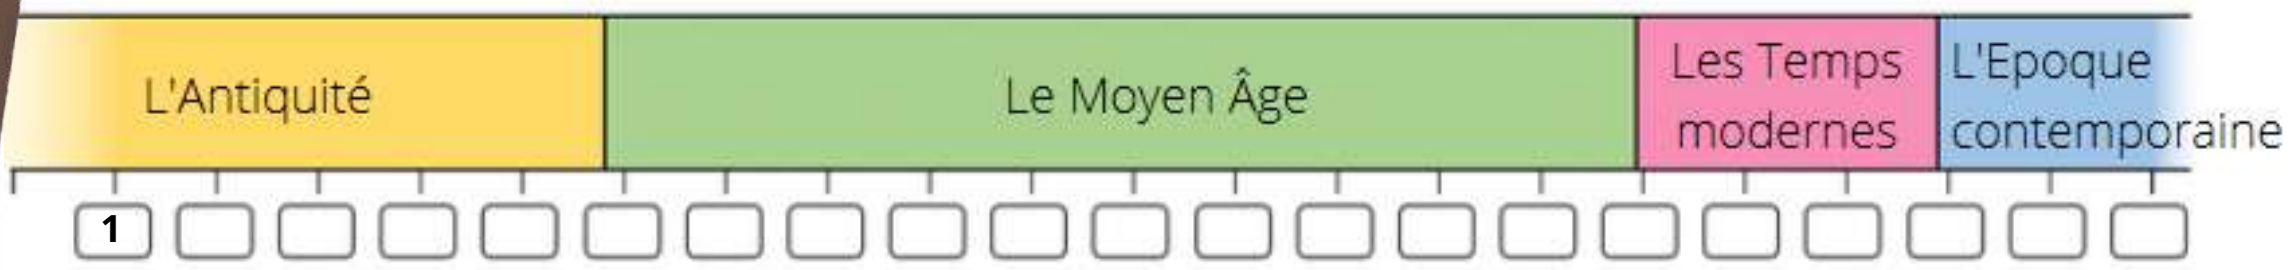 L'Antiquité
Le Moyen Âge
Les Temps
modernes
L'Epoque
contemporaine
1